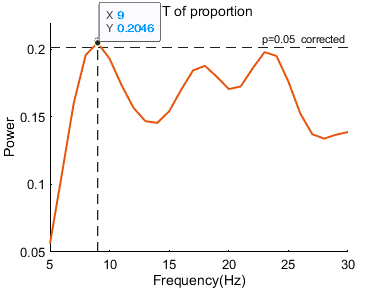 X 9
Y 0.2046
T of proportion
p=0.05 corrected
0.2
0.15
0.1
0.05
Power
5 10 15 20 25 30
Frequency(Hz)